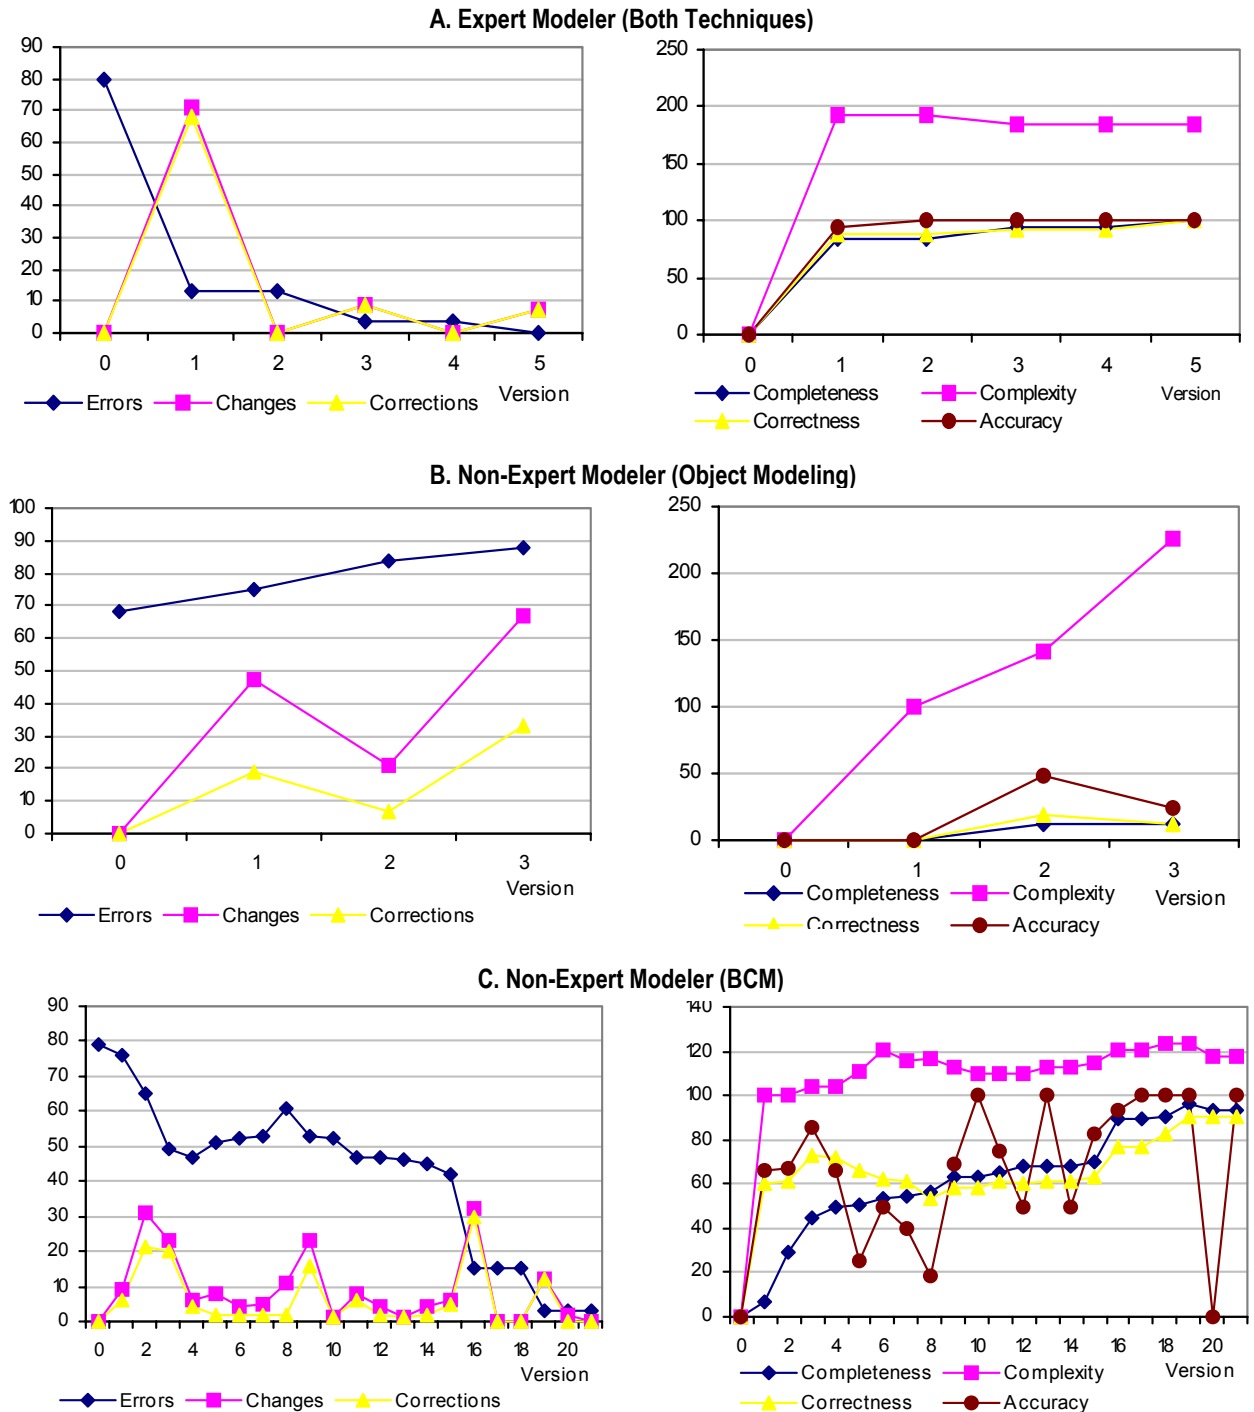 A. Expert Modeler (Both Techniques)
90
80
70
60
50
40
30
20
10
0
0 1 2 3 4 5
Version
Errors Changes Corrections
250
200
150
100
50
0
0 1 2 3 4 5
Version
Completeness Complexity
Correctness Accuracy
B. Non-Expert Modeler (Object Modeling)
100
90
80
70
60
50
40
30
20
10
0
0 1 2 3
Version
Errors Changes Corrections
250
200
150
100
50
0
0 1 2 3
Version
Completeness Complexity
Correctness Accuracy
C. Non-Expert Modeler (BCM)
90
80
70
60
50
40
30
20
10
0
0 2 4 6 8 10 12 14 16 18 20
Version
Errors Changes Corrections
140
120
100
80
60
40
20
0
0 2 4 6 8 10 12 14 16 18 20
Version
Completeness Complexity
Correctness Accuracy